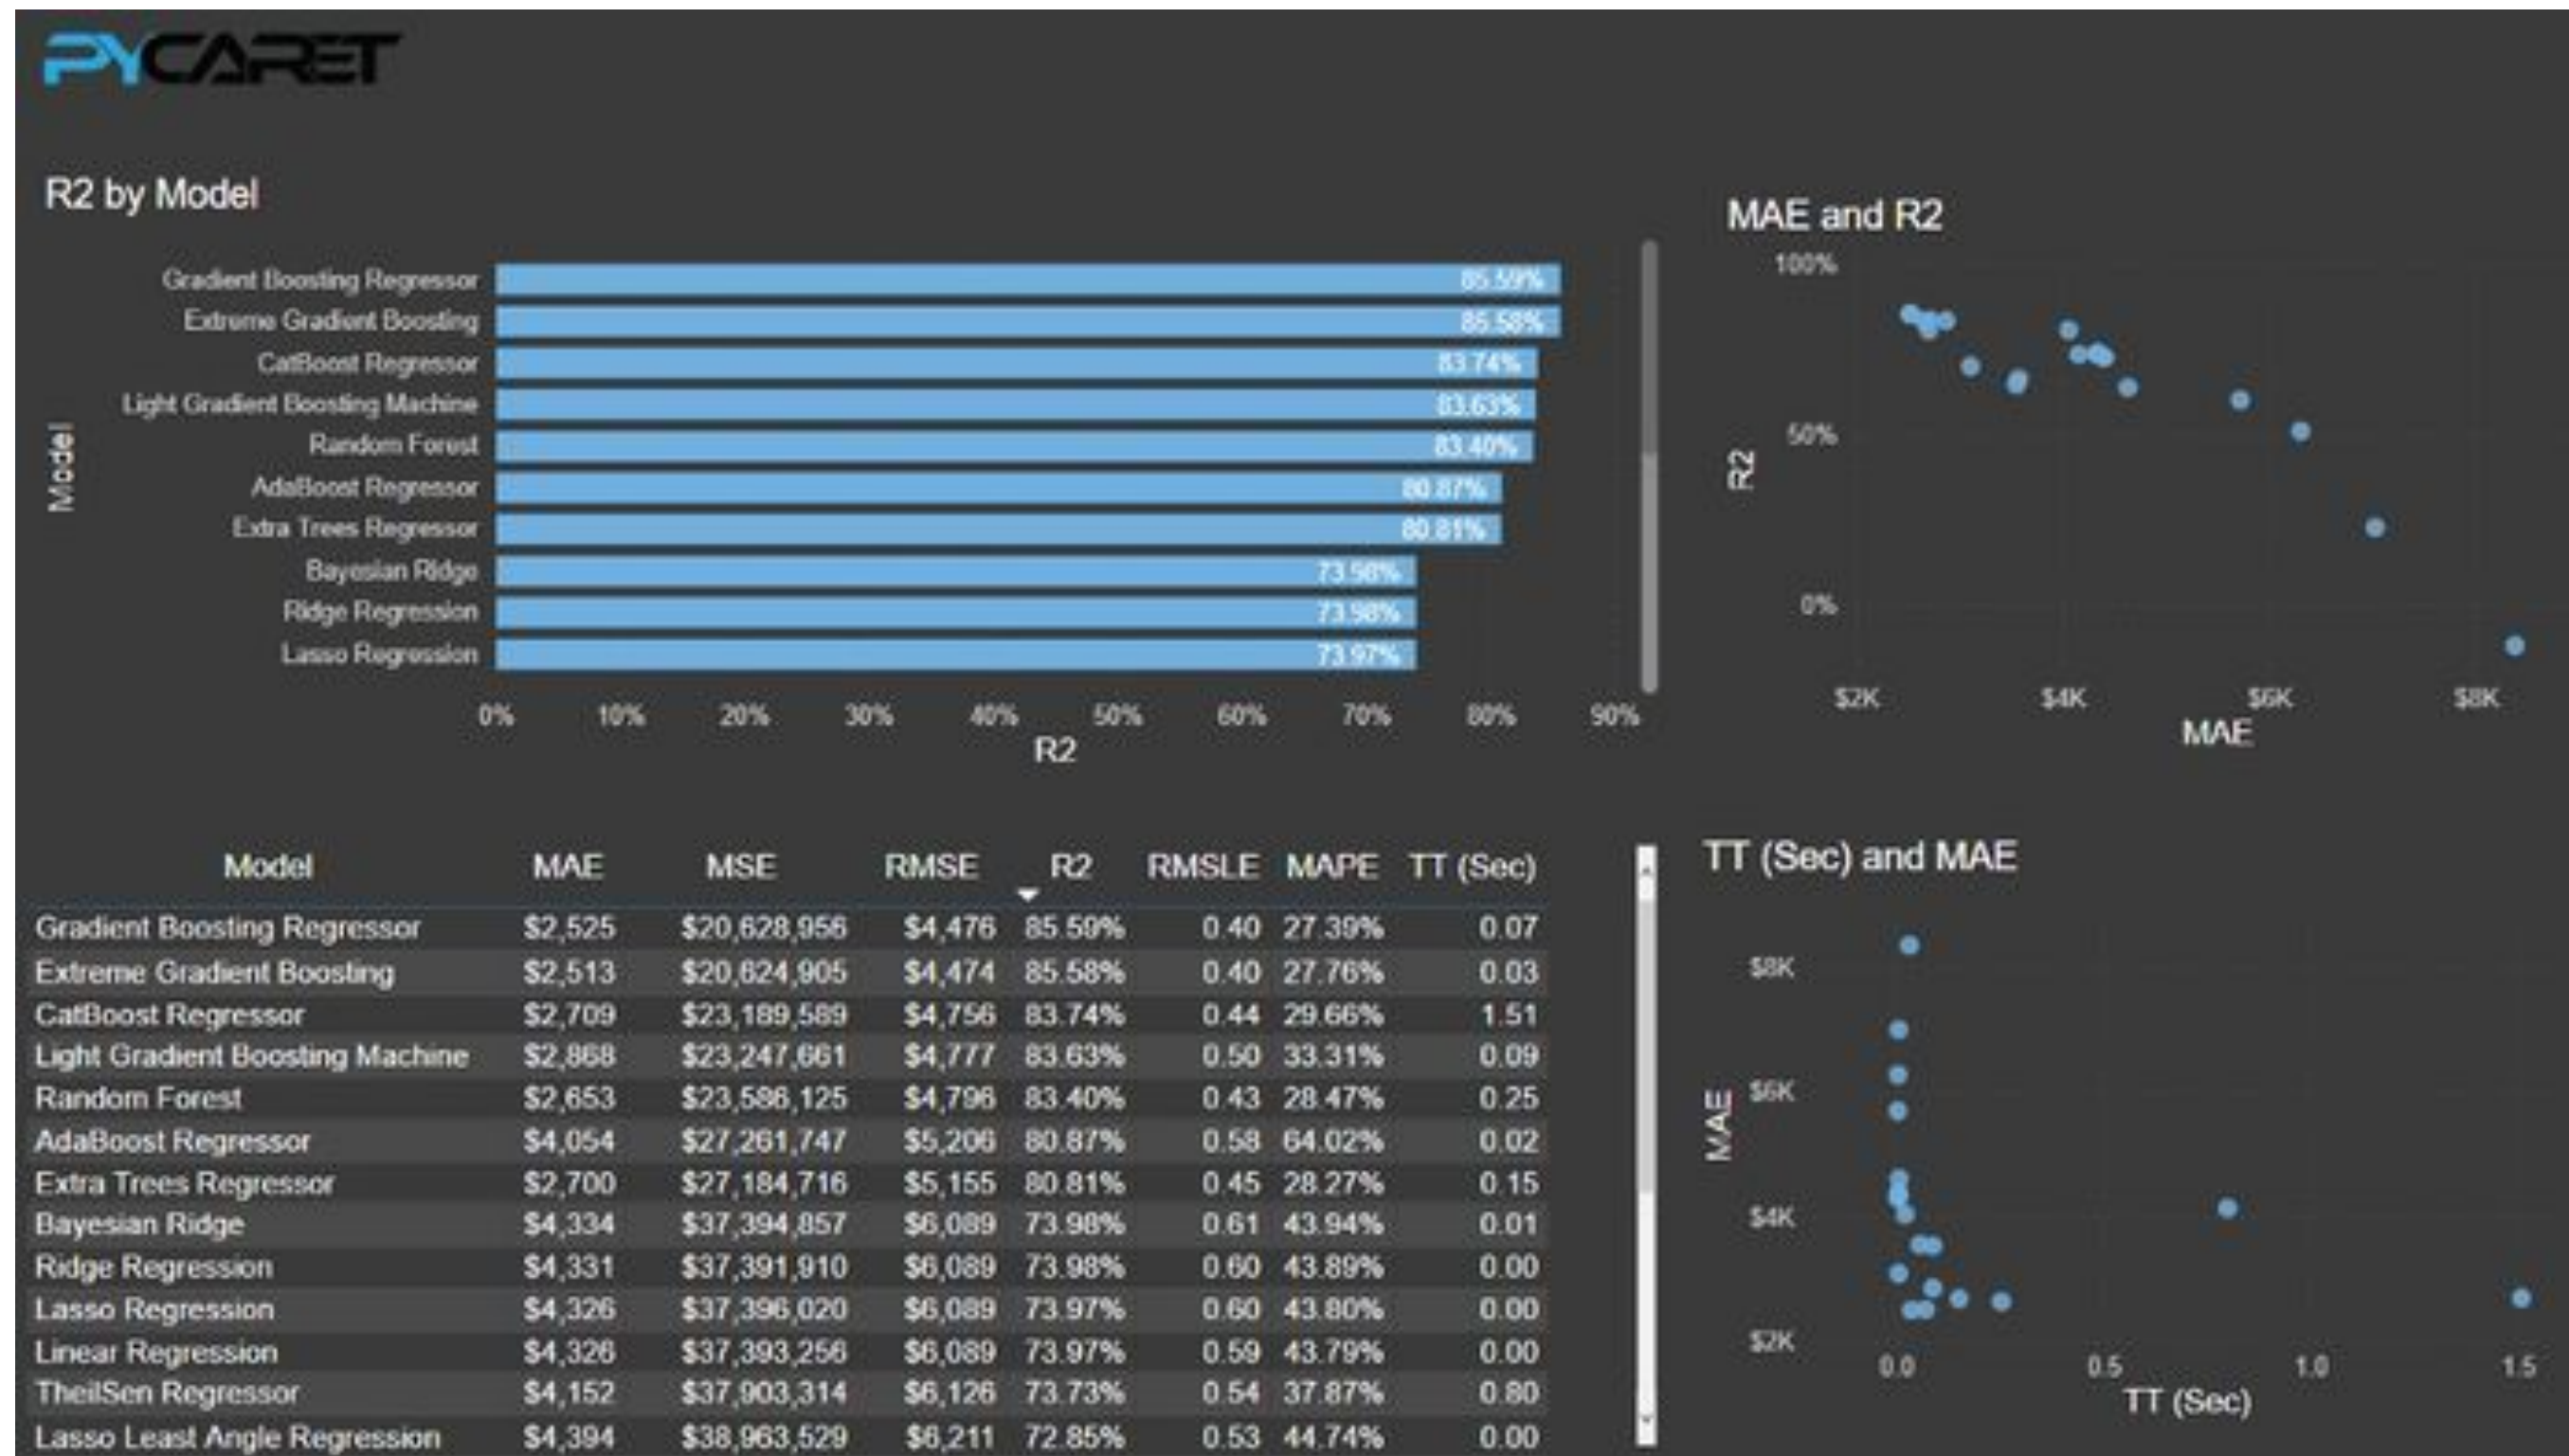 PYCARET
R2 by Model
Model
Gradient Boosting Regressor 85.59%
Extreme Gradient Boosting 85.58%
CatBoost Regressor 83.74%
Light Gradient Boosting Machine 83.63%
Random Forest 83.40%
AdaBoost Regressor 80.87%
Extra Trees Regressor 80.81%
Bayesian Ridge 73.98%
Ridge Regression 73.98%
Lasso Regression 73.97%
0% 10% 20% 30% 40% 50% 60% 70% 80% 90%
R2
MAE and R2
100%
50%
0%
R2
$2K $4K $6K $8K
MAE
Model MAE MSE RMSE R2 RMSLE MAPE TT (Sec)
Gradient Boosting Regressor $2,525 $20,628,956 $4,476 85.59% 0.40 27.39% 0.07
Extreme Gradient Boosting $2,513 $20,624,905 $4,474 85.58% 0.40 27.76% 0.03
CatBoost Regressor $2,709 $23,189,589 $4,756 83.74% 0.44 29.66% 1.51
Light Gradient Boosting Machine $2,868 $23,247,661 $4,777 83.63% 0.50 33.31% 0.09
Random Forest $2,653 $23,586,125 $4,796 83.40% 0.43 28.47% 0.25
AdaBoost Regressor $4,054 $27,261,747 $5,206 80.87% 0.58 64.02% 0.02
Extra Trees Regressor $2,700 $27,184,716 $5,155 80.81% 0.45 28.27% 0.15
Bayesian Ridge $4,334 $37,394,857 $6,089 73.98% 0.61 43.94% 0.01
Ridge Regression $4,331 $37,391,910 $6,089 73.98% 0.60 43.89% 0.00
Lasso Regression $4,326 $37,396,020 $6,089 73.97% 0.60 43.80% 0.00
Linear Regression $4,326 $37,393,256 $6,089 73.97% 0.59 43.79% 0.00
TheilSen Regressor $4,152 $37,903,314 $6,126 73.73% 0.54 37.87% 0.80
Lasso Least Angle Regression $4,394 $38,963,529 $6,211 72.85% 0.53 44.74% 0.00
TT (Sec) and MAE
$8K
$6K
$4K
$2K
MAE
0.0 0.5 1.0 1.5
TT (Sec)